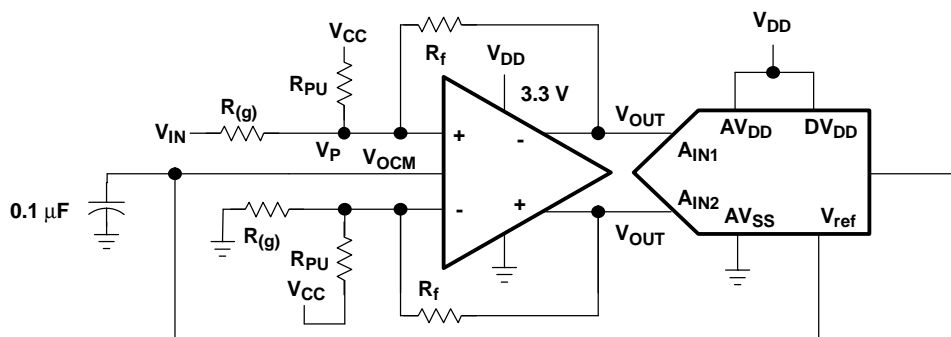 V_DD
V_CC
R_f
V_DD
R_PU
3.3 V
R_(g)
V_OUT
AV_DD
DV_DD
V_IN
+
-
A_IN1
V_P
V_OCM
0.1 μF
-
+
A_IN2
AV_SS
V_ref
R_(g)
V_OUT
R_PU
V_CC
R_f